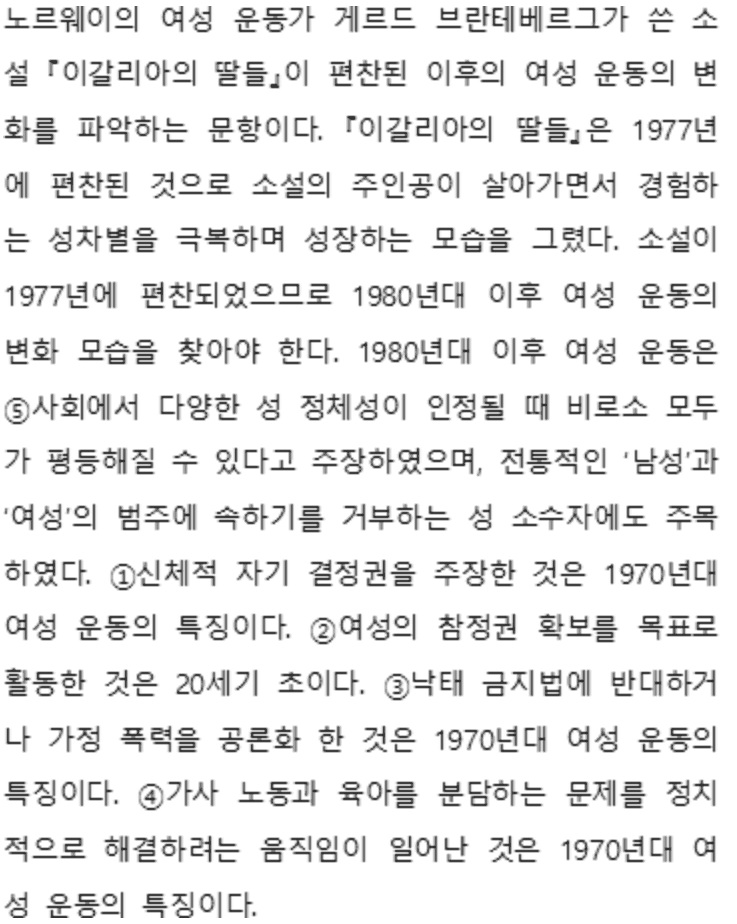 노르웨이의 여성 운동가 게르드 브란테베르그가 쓴 소
설 『이갈리아의 딸들』이 편찬된 이후의 여성 운동의 변
화를 파악하는 문항이다. 『이갈리아의 딸들』은 1977년
에 편찬된 것으로 소설의 주인공이 살아가면서 경험하
는 성차별을 극복하며 성장하는 모습을 그렸다. 소설이
1977년에 편찬되었으므로 1980년대 이후 여성 운동의
변화 모습을 찾아야 한다. 1980년대 이후 여성 운동은
⑤사회에서 다양한 성 정체성이 인정될 때 비로소 모두
가 평등해질 수 있다고 주장하였으며, 전통적인 '남성'과
'여성'의 범주에 속하기를 거부하는 성 소수자에도 주목
하였다. ①신체적 자기 결정권을 주장한 것은 1970년대
여성 운동의 특징이다. ②여성의 참정권 확보를 목표로
활동한 것은 20세기 초이다. ③낙태 금지법에 반대하거
나 가정 폭력을 공론화 한 것은 1970년대 여성 운동의
특징이다. ④가사 노동과 육아를 분담하는 문제를 정치
적으로 해결하려는 움직임이 일어난 것은 1970년대 여
성 운동의 특징이다.